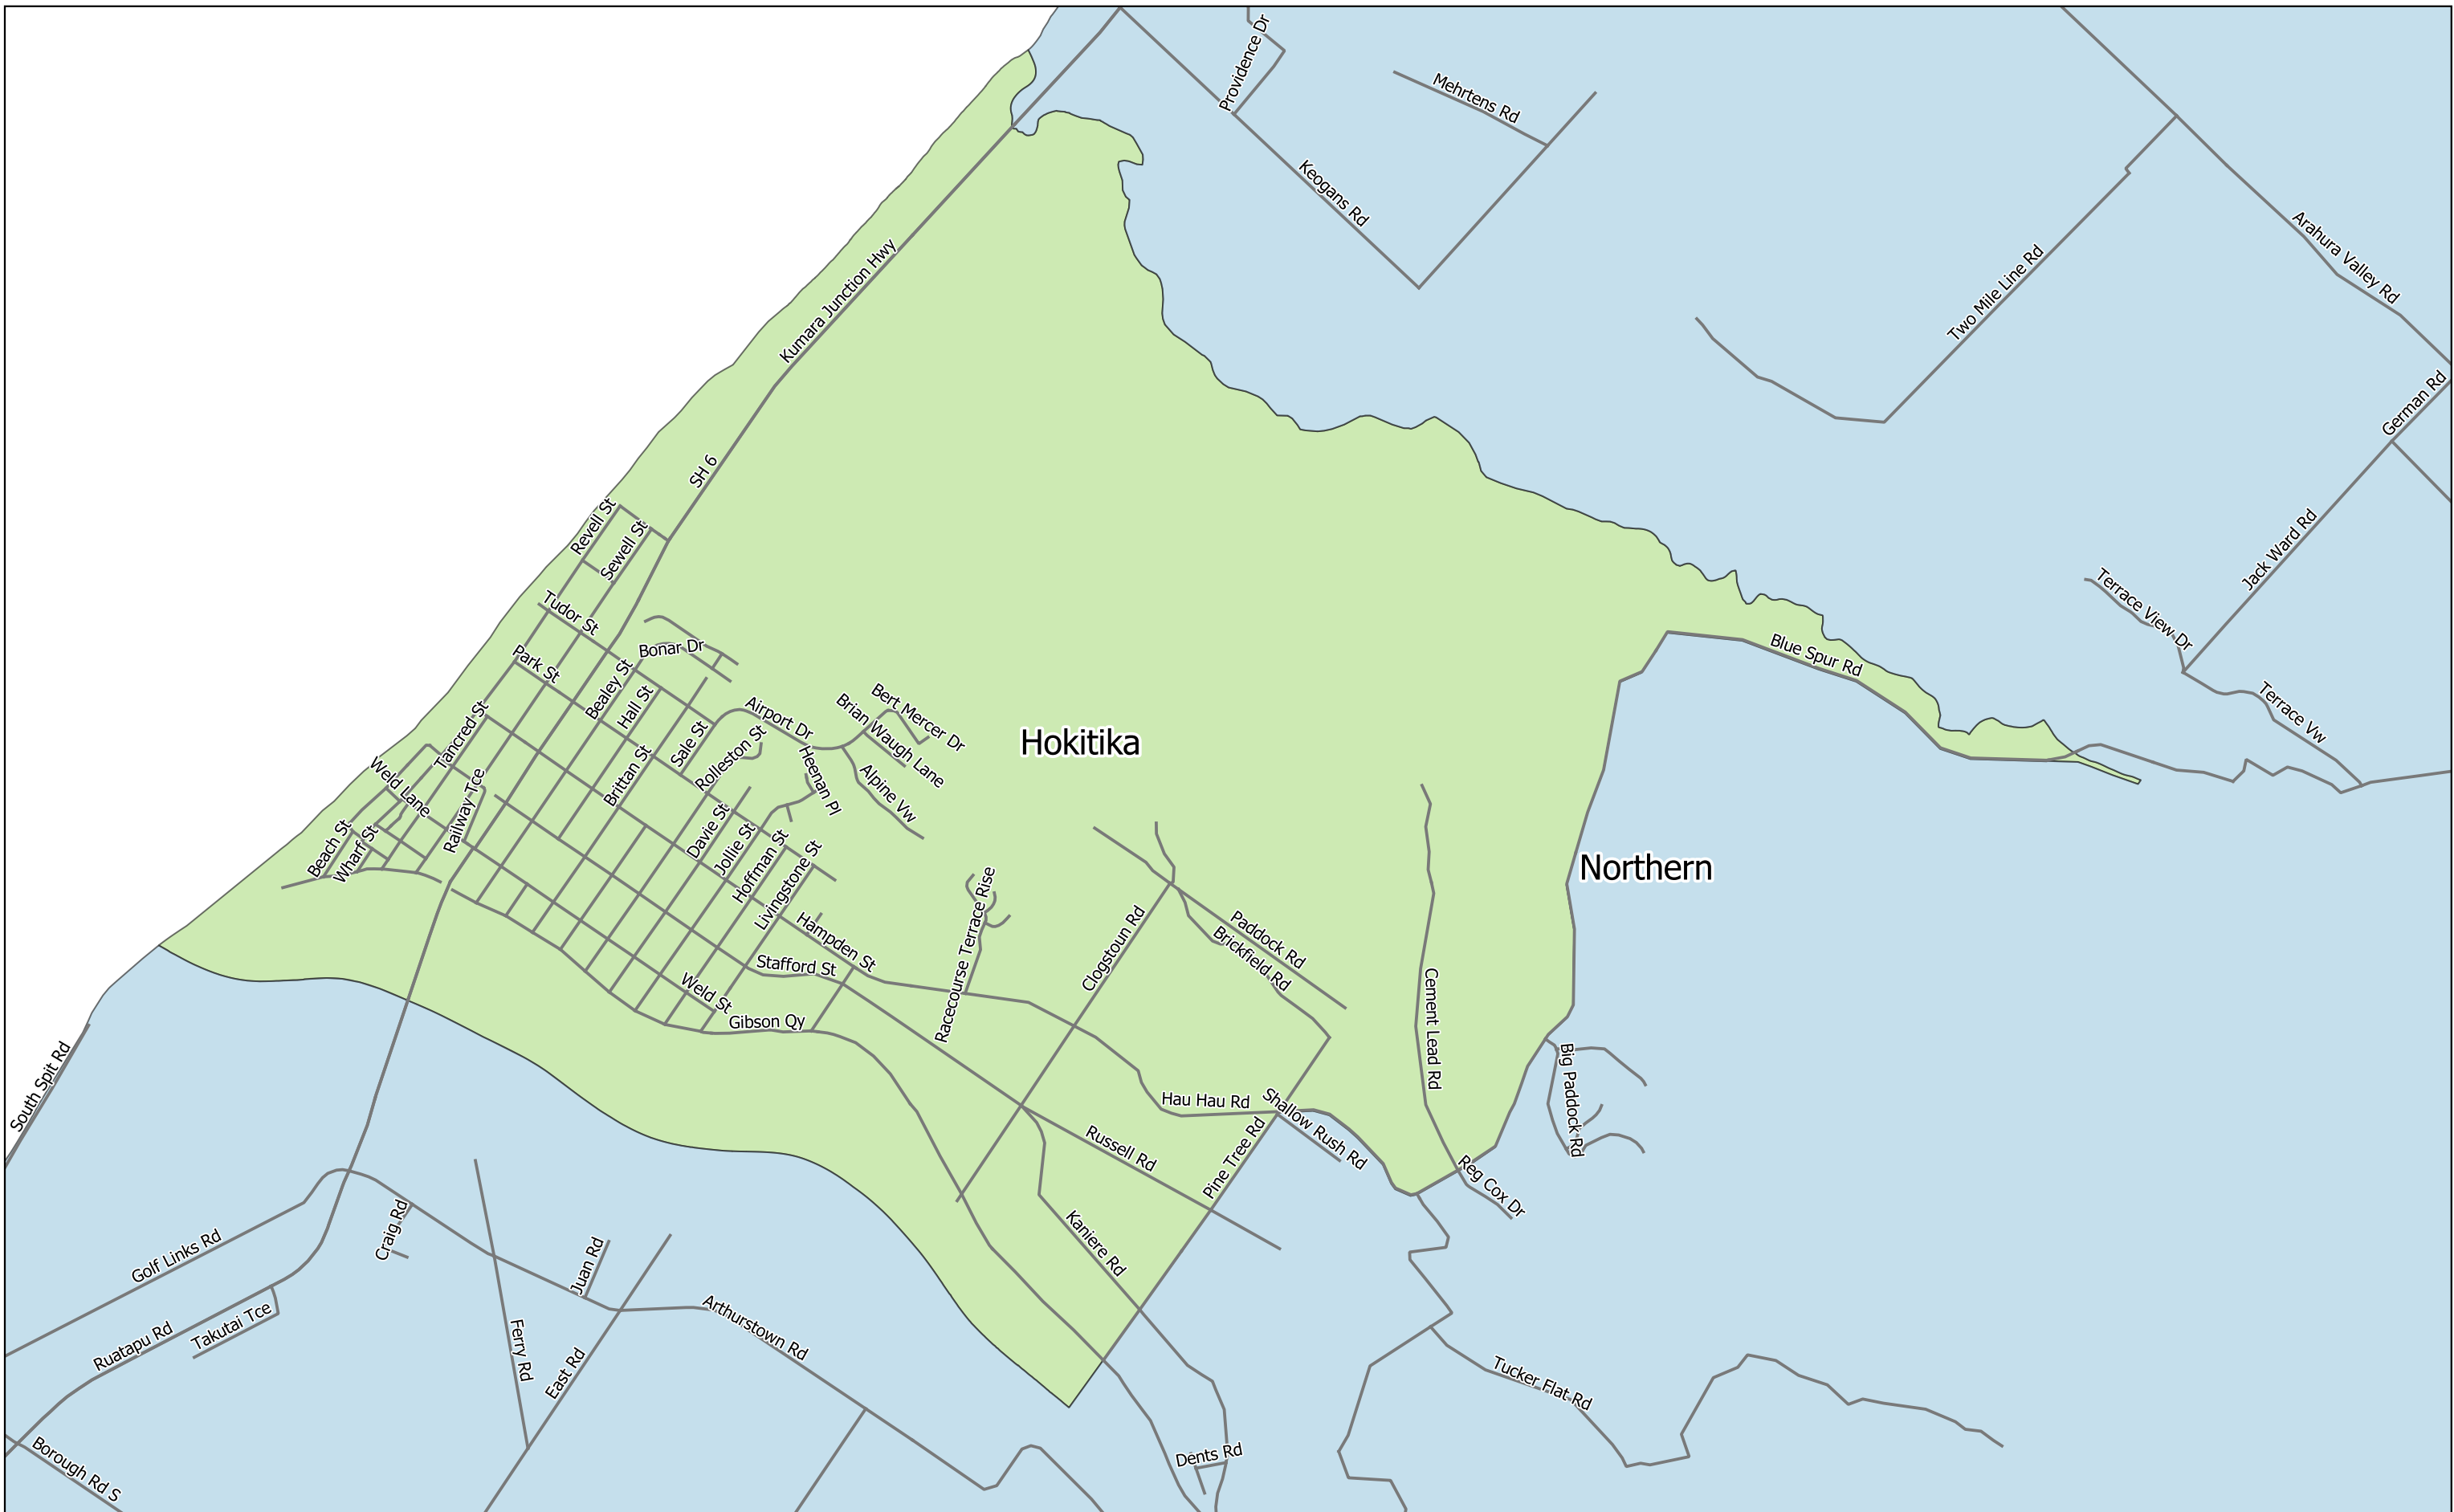 Providence Dr
Mehrtens Rd
Keogans Rd
Arahura Valley Rd
Two Mile Line Rd
Kumara Junction Hwy
German Rd
SH 6
Revell St
Sewell St
Jack Ward Rd
Terrace View Dr
Tudor St
Bonar Dr
Blue Spur Rd
Park St
Bealey St
Hall St
Terrace Vw
Tancred St
Sale St
Airport Dr
Bert Mercer Dr
Brian Waugh Lane
Rolleston St
Hokitika
Weld Lane
Railway Tce
Brittan St
Heenan Pl
Alpine Vw
Beach St
Wharf St
Davie St
Jollie St
Hoffman St
Livingstone St
Northern
Hampden St
Stafford St
Racecourse Terrace Rise
Clogstoun Rd
Paddock Rd
Brickfield Rd
Weld St
Gibson Qy
Cement Lead Rd
South Spit Rd
Big Paddock Rd
Hau Hau Rd
Shallow Rush Rd
Russell Rd
Pine Tree Rd
Reg Cox Dr
Kaniere Rd
Craig Rd
Golf Links Rd
Juan Rd
Ruatapu Rd
Takutai Tce
Ferry Rd
East Rd
Arthurstown Rd
Tucker Flat Rd
Dents Rd
Borough Rd S